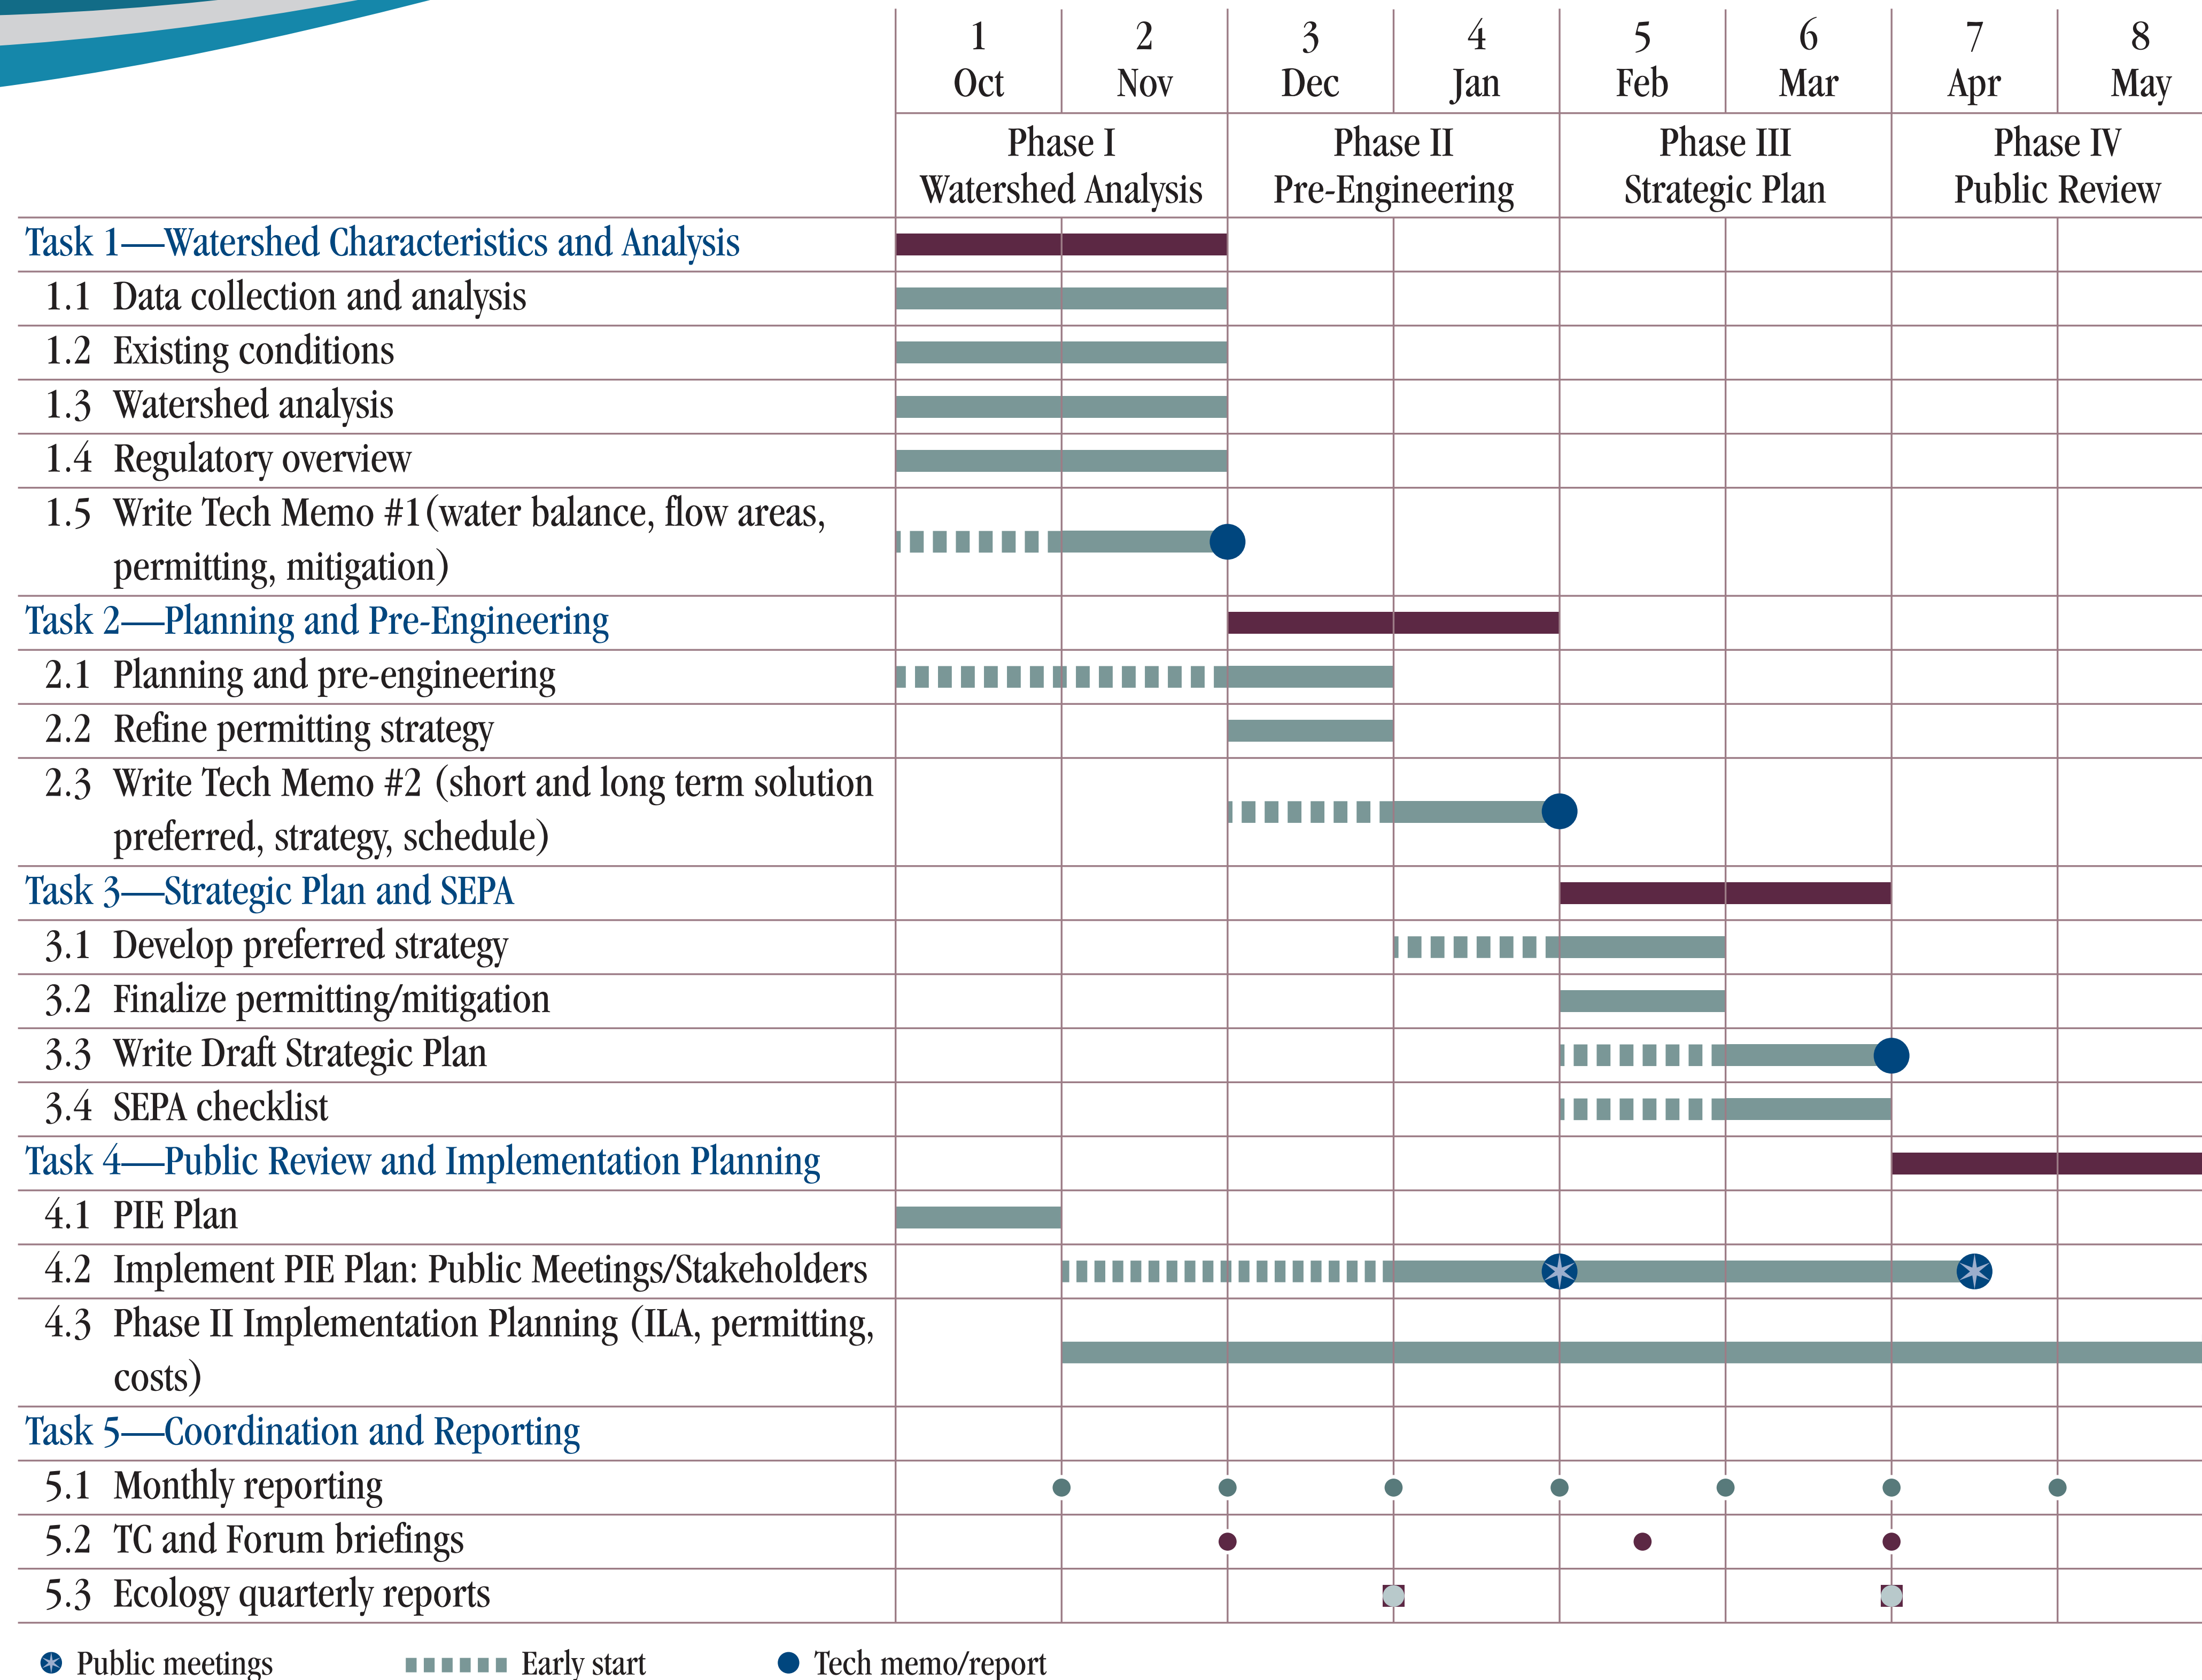 1 2 3 4 5 6 7 8
Oct Nov Dec Jan Feb Mar Apr May
Phase I Phase II Phase III Phase IV
Watershed Analysis Pre-Engineering Strategic Plan Public Review
Task 1—Watershed Characteristics and Analysis
1.1 Data collection and analysis
1.2 Existing conditions
1.3 Watershed analysis
1.4 Regulatory overview
1.5 Write Tech Memo #1(water balance, flow areas,
permitting, mitigation)
Task 2—Planning and Pre-Engineering
2.1 Planning and pre-engineering
2.2 Refine permitting strategy
2.3 Write Tech Memo #2 (short and long term solution
preferred, strategy, schedule)
Task 3—Strategic Plan and SEPA
3.1 Develop preferred strategy
3.2 Finalize permitting/mitigation
3.3 Write Draft Strategic Plan
3.4 SEPA checklist
Task 4—Public Review and Implementation Planning
4.1 PIE Plan
4.2 Implement PIE Plan: Public Meetings/Stakeholders
4.3 Phase II Implementation Planning (ILA, permitting,
costs)
Task 5—Coordination and Reporting
5.1 Monthly reporting
5.2 TC and Forum briefings
5.3 Ecology quarterly reports
Public meetings Early start Tech memo/report